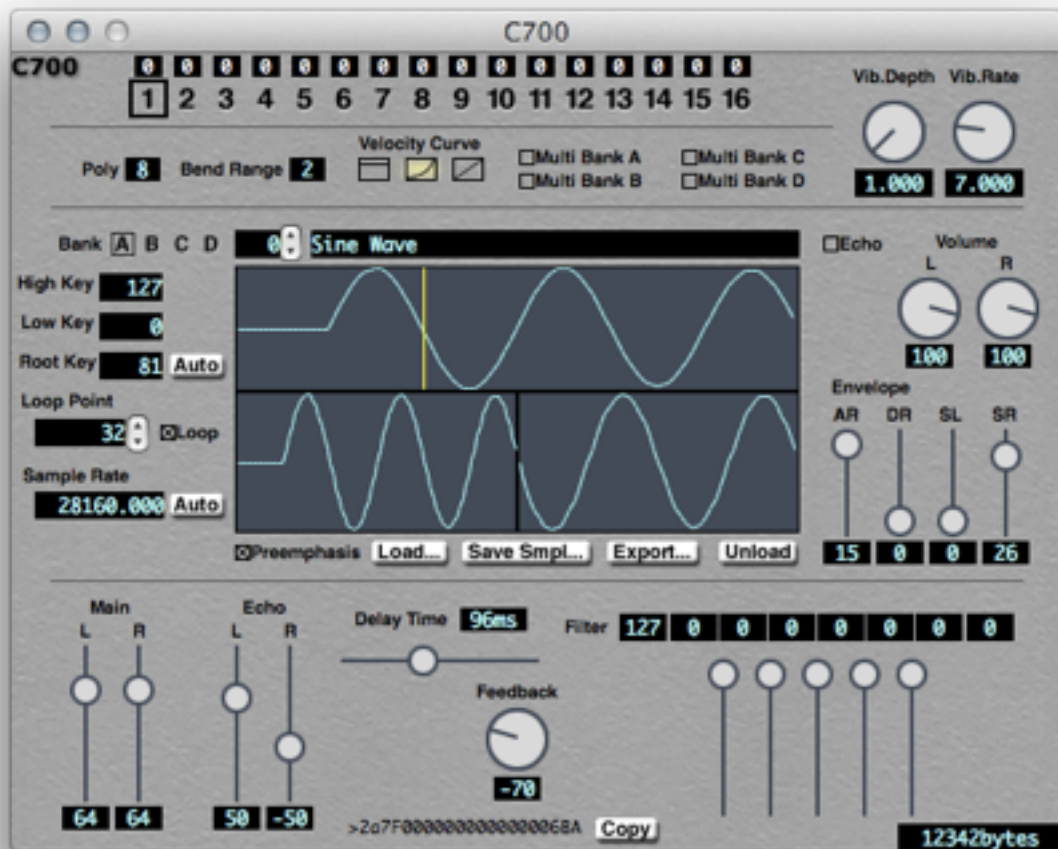 C700
C700 0 0 0 0 0 0 0 0 0 0 0 0 0 0 0 0
1 2 3 4 5 6 7 8 9 10 11 12 13 14 15 16
Vib.Depth Vib.Rate
1.000 7.000
Poly 8 Bend Range 2
Velocity Curve
Multi Bank A Multi Bank C
Multi Bank B Multi Bank D
Bank A B C D 0 Sine Wave
High Key 127
Low Key 0
Root Key 81 Auto
Loop Point
32 Loop
Sample Rate
28160.000 Auto
Preemphasis Load... Save Smpl... Export... Unload
Echo Volume
L R
100 100
Envelope
AR DR SL SR
15 0 0 26
Main
L R
64 64
Echo
L R
50 -50
Delay Time 96ms
Feedback
-70
Filter 127 0 0 0 0 0 0 0
>2a7F00000000000000068A Copy
12342bytes